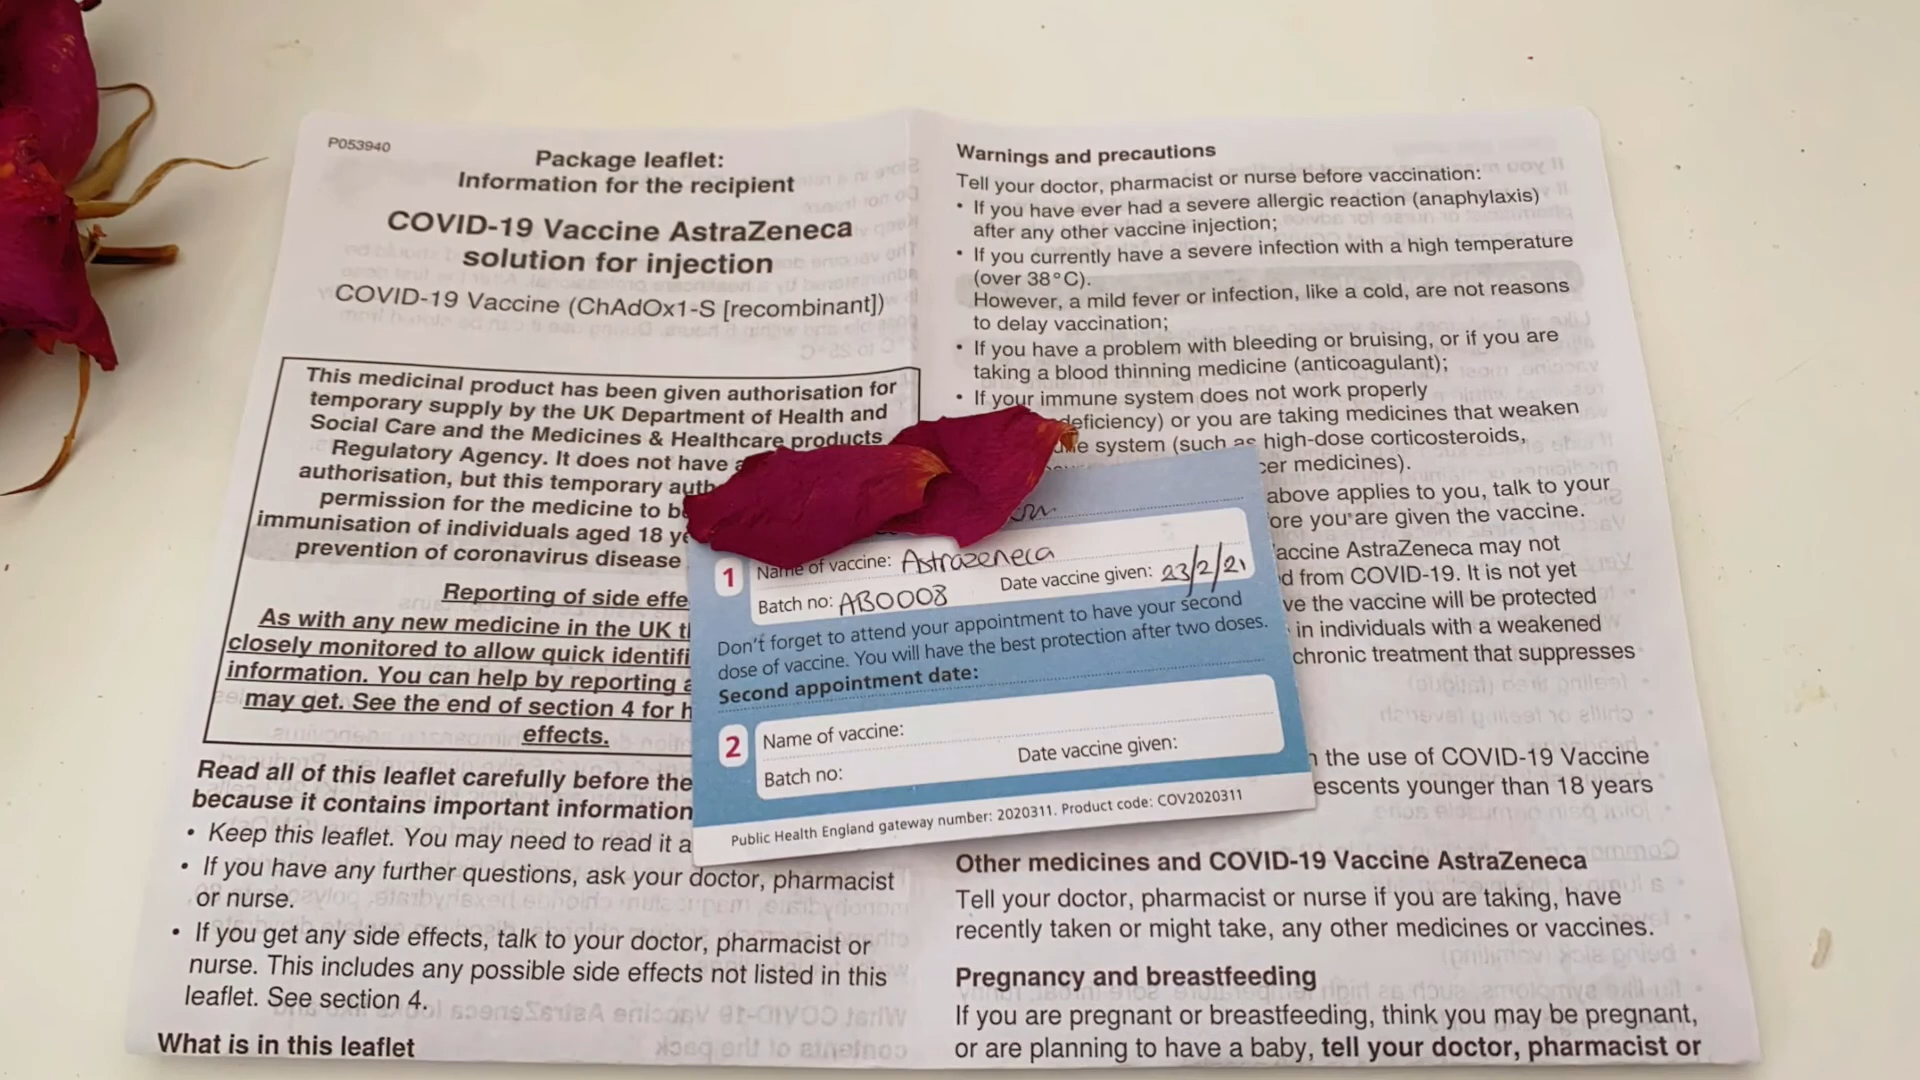 P053940
Package leaflet:
Information for the recipient
COVID-19 Vaccine AstraZeneca
solution for injection
COVID-19 Vaccine (ChAdOx1-S [recombinant])
This medicinal product has been given authorisation for
temporary supply by the UK Department of Health and
Social Care and the Medicines & Healthcare products
Regulatory Agency. It does not have
authorisation, but this temporary
permission for the medicine to
immunisation of individuals aged 18
prevention of coronavirus disease
Reporting of side
As with any new medicine in the UK
closely monitored to allow quick
information. You can help by reporting
may get. See the end of section 4 for
effects.
Read all of this leaflet carefully before the
because it contains important information
• Keep this leaflet. You may need to read it
• If you have any further questions, ask your doctor, pharmacist
or nurse.
• If you get any side effects, talk to your doctor, pharmacist or
nurse. This includes any possible side effects not listed in this
leaflet. See section 4.
What is in this leaflet
Warnings and precautions
Tell your doctor, pharmacist or nurse before vaccination:
• If you have ever had a severe allergic reaction (anaphylaxis)
after any other vaccine injection;
• If you currently have a severe infection with a high temperature
(over 38°C).
However, a mild fever or infection, like a cold, are not reasons
to delay vaccination;
• If you have a problem with bleeding or bruising, or if you are
taking a blood thinning medicine (anticoagulant);
• If your immune system does not work properly
deficiency) or you are taking medicines that weaken
system (such as high-dose corticosteroids,
medicines).
above applies to you, talk to your
you are given the vaccine.
AstraZeneca may not
from COVID-19. It is not yet
the vaccine will be protected
in individuals with a weakened
chronic treatment that suppresses
the use of COVID-19 Vaccine
younger than 18 years
Other medicines and COVID-19 Vaccine AstraZeneca
Tell your doctor, pharmacist or nurse if you are taking, have
recently taken or might take, any other medicines or vaccines.
Pregnancy and breastfeeding
If you are pregnant or breastfeeding, think you may be pregnant,
or are planning to have a baby, tell your doctor, pharmacist or
1
Name of vaccine: Astrazeneca
Batch no: AB0008 Date vaccine given: 23/2/21
Don't forget to attend your appointment to have your second
dose of vaccine. You will have the best protection after two doses.
Second appointment date:
2
Name of vaccine:
Batch no: Date vaccine given:
Public Health England gateway number: 2020311. Product code: COV2020311